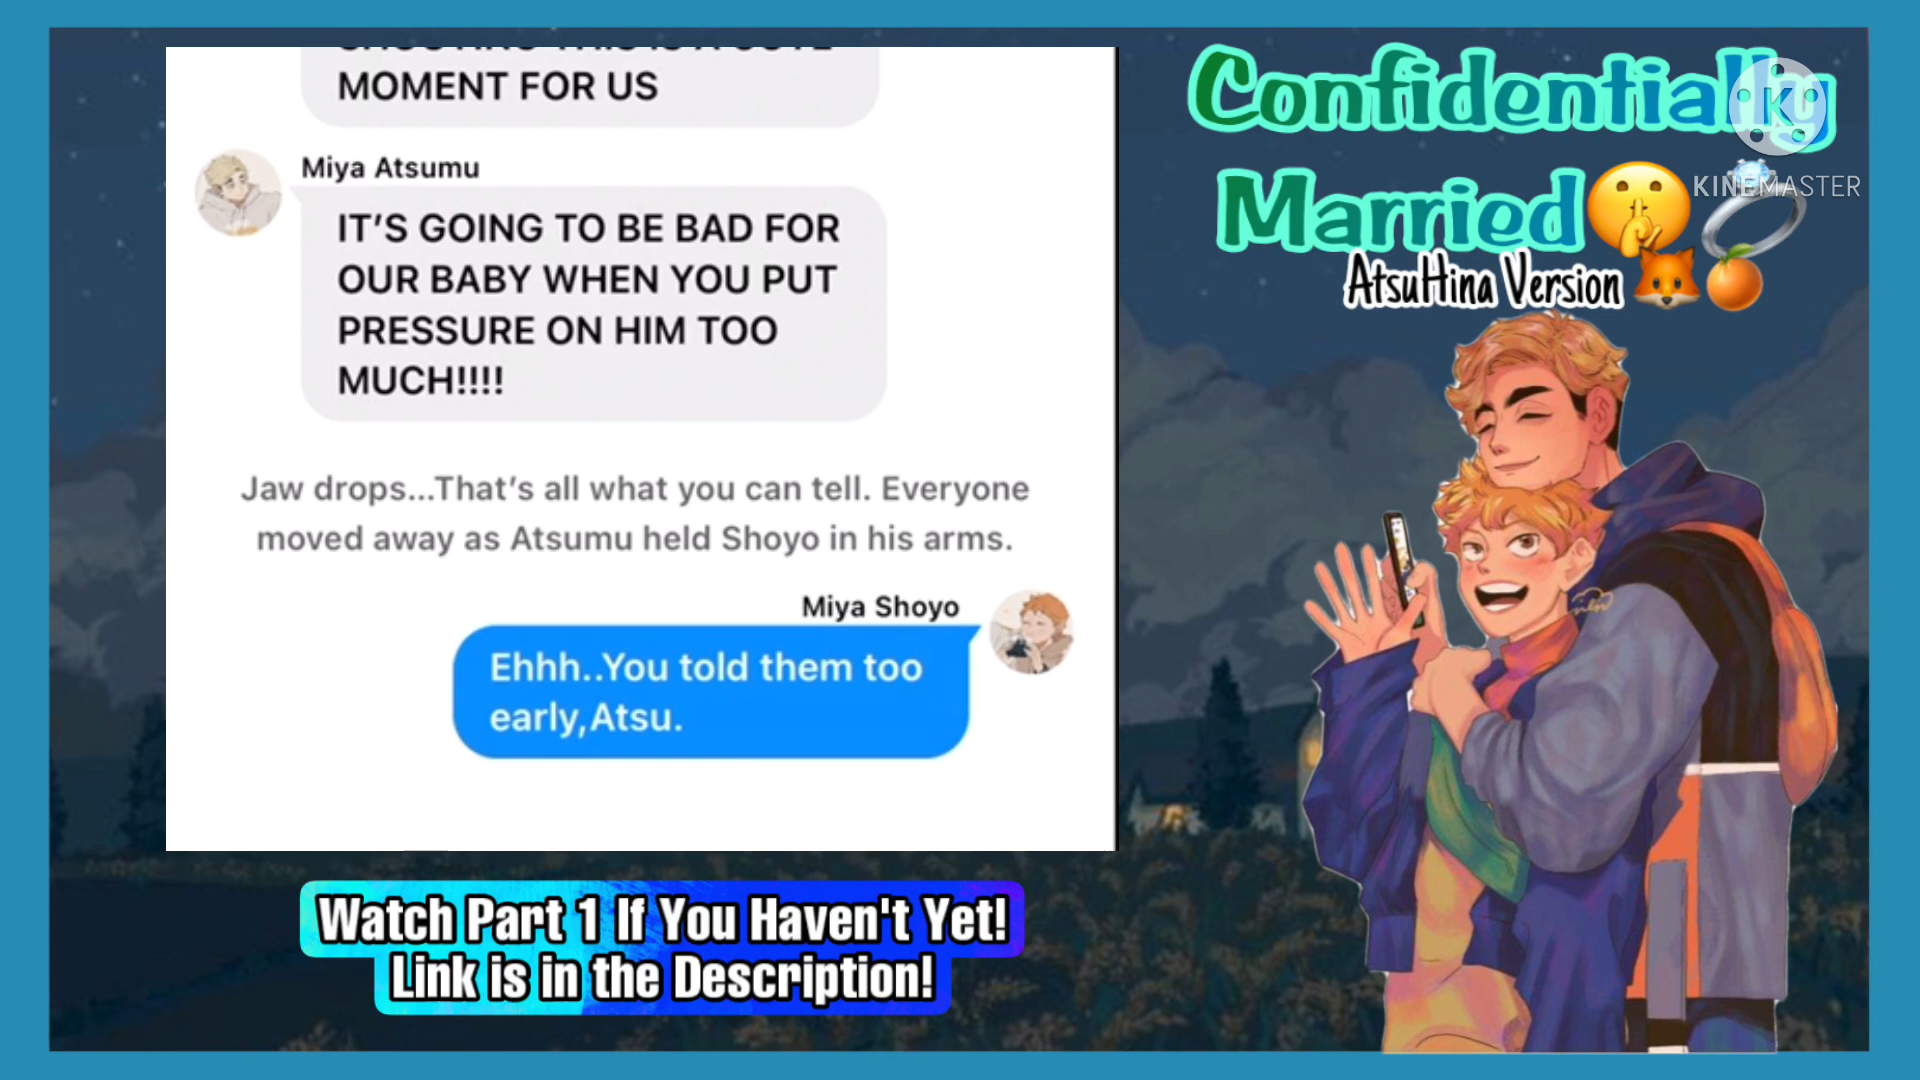 MOMENT FOR US
Miya Atsumu
IT’S GOING TO BE BAD FOR
OUR BABY WHEN YOU PUT
PRESSURE ON HIM TOO
MUCH!!!!
Jaw drops...That’s all what you can tell. Everyone
moved away as Atsumu held Shoyo in his arms.
Miya Shoyo
Ehhh..You told them too
early,Atsu.
Watch Part 1 If You Haven't Yet!
Link is in the Description!
Confidentially
Married
AtsuHina Version
K
KINEMASTER